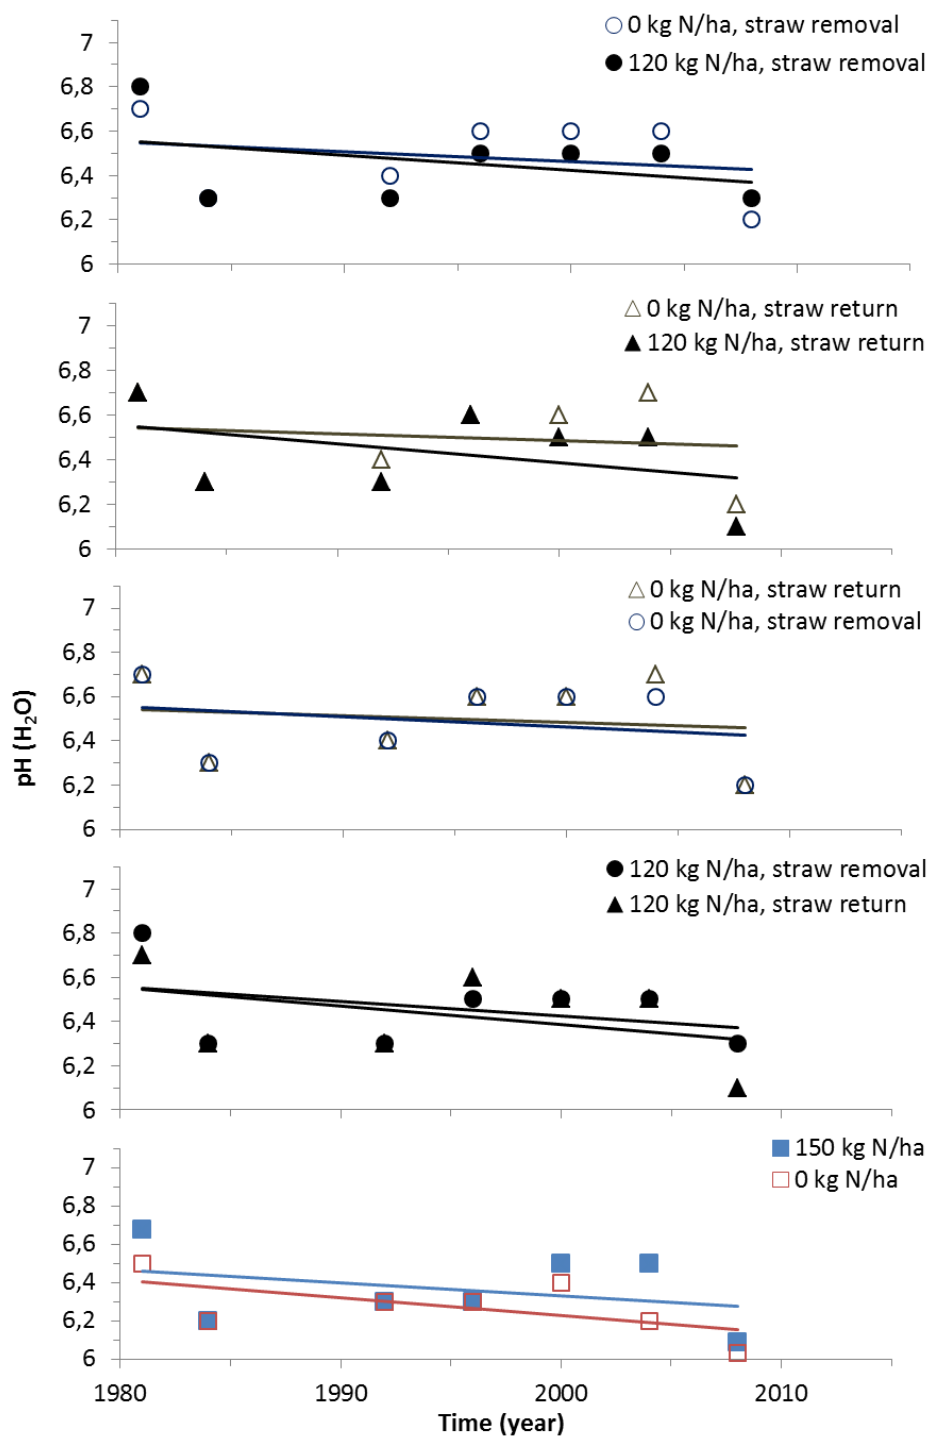 7
6,8
6,6
6,4
6,2
6
0 kg N/ha, straw removal
120 kg N/ha, straw removal
7
6,8
6,6
6,4
6,2
6
0 kg N/ha, straw return
120 kg N/ha, straw return
pH (H₂O)
7
6,8
6,6
6,4
6,2
6
0 kg N/ha, straw return
0 kg N/ha, straw removal
7
6,8
6,6
6,4
6,2
6
120 kg N/ha, straw removal
120 kg N/ha, straw return
7
6,8
6,6
6,4
6,2
6
150 kg N/ha
0 kg N/ha
1980 1990 2000 2010
Time (year)